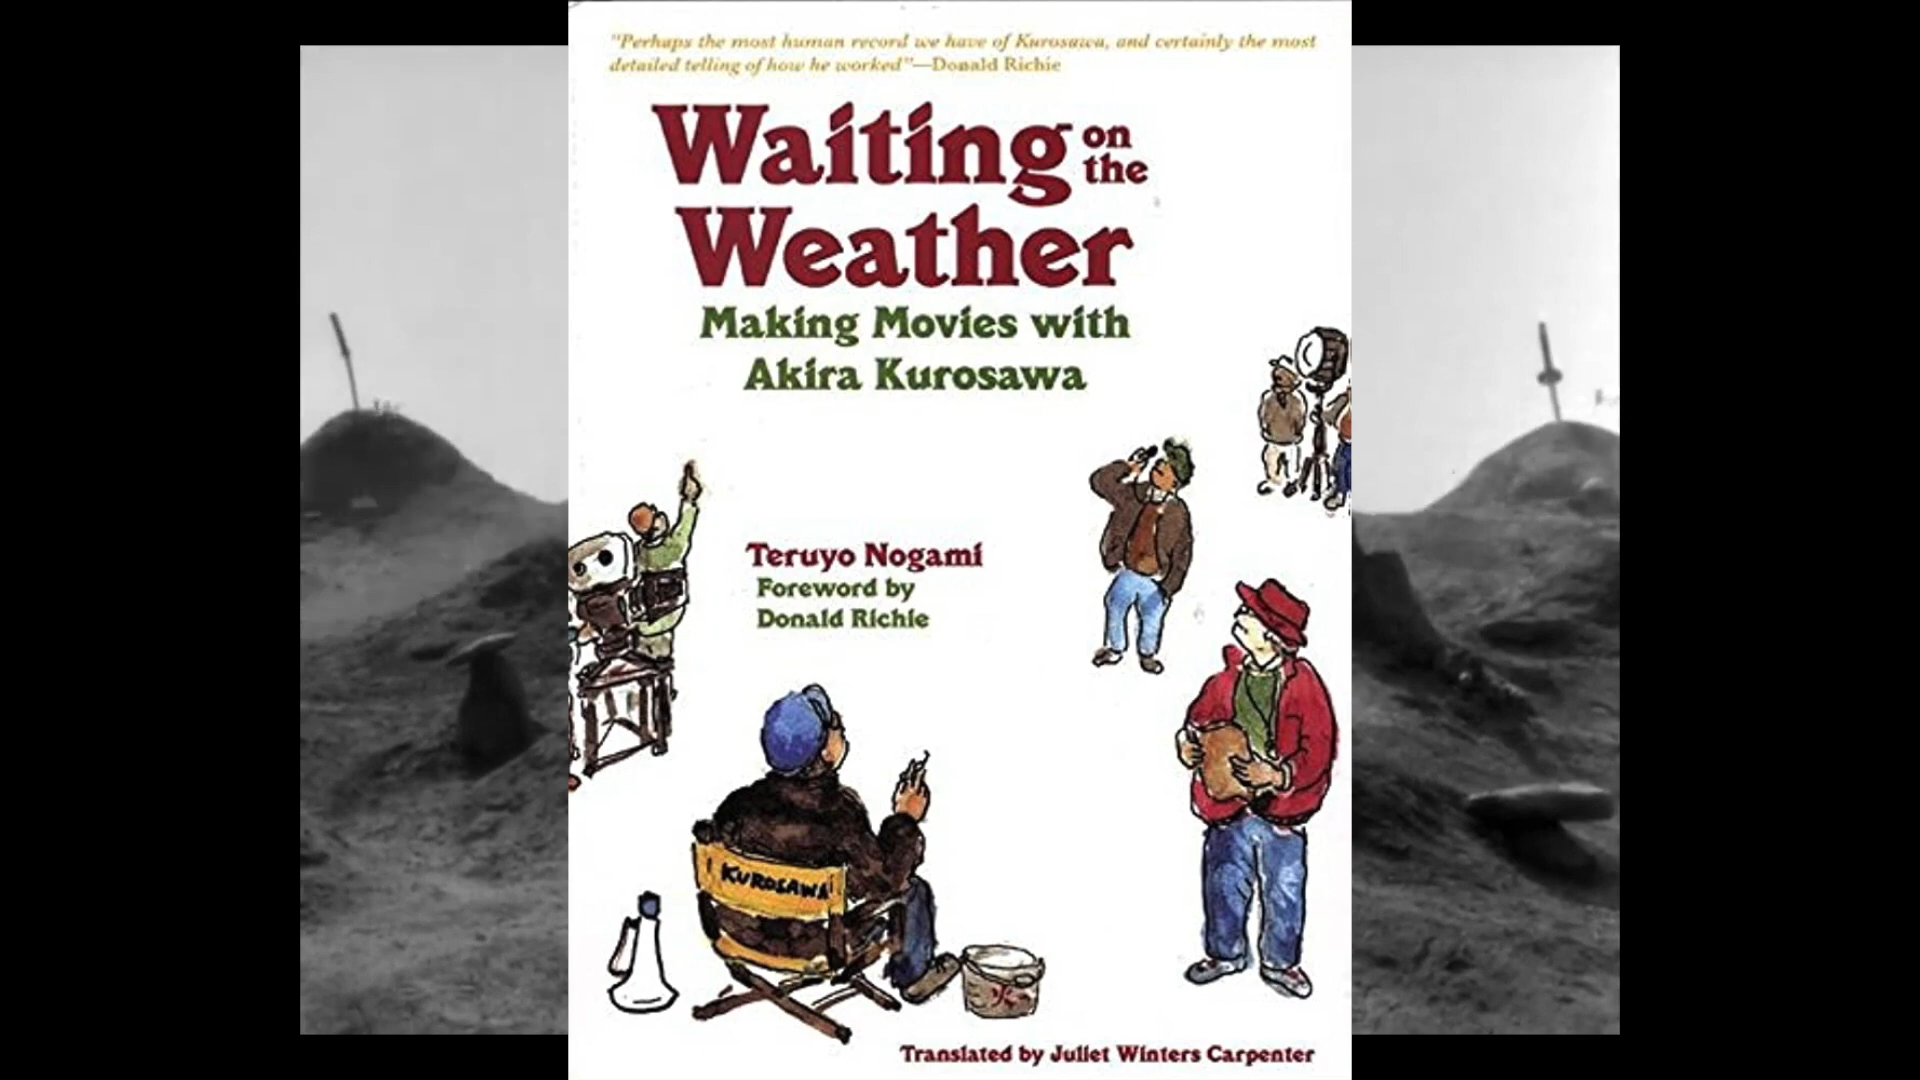 "Perhaps the most human record we have of Kurosawa, and certainly the most
detailed telling of how he worked"—Donald Richie
Waiting on the
Weather
Making Movies with
Akira Kurosawa
Teruyo Nogami
Foreword by
Donald Richie
KUROSAWA
Translated by Juliet Winters Carpenter